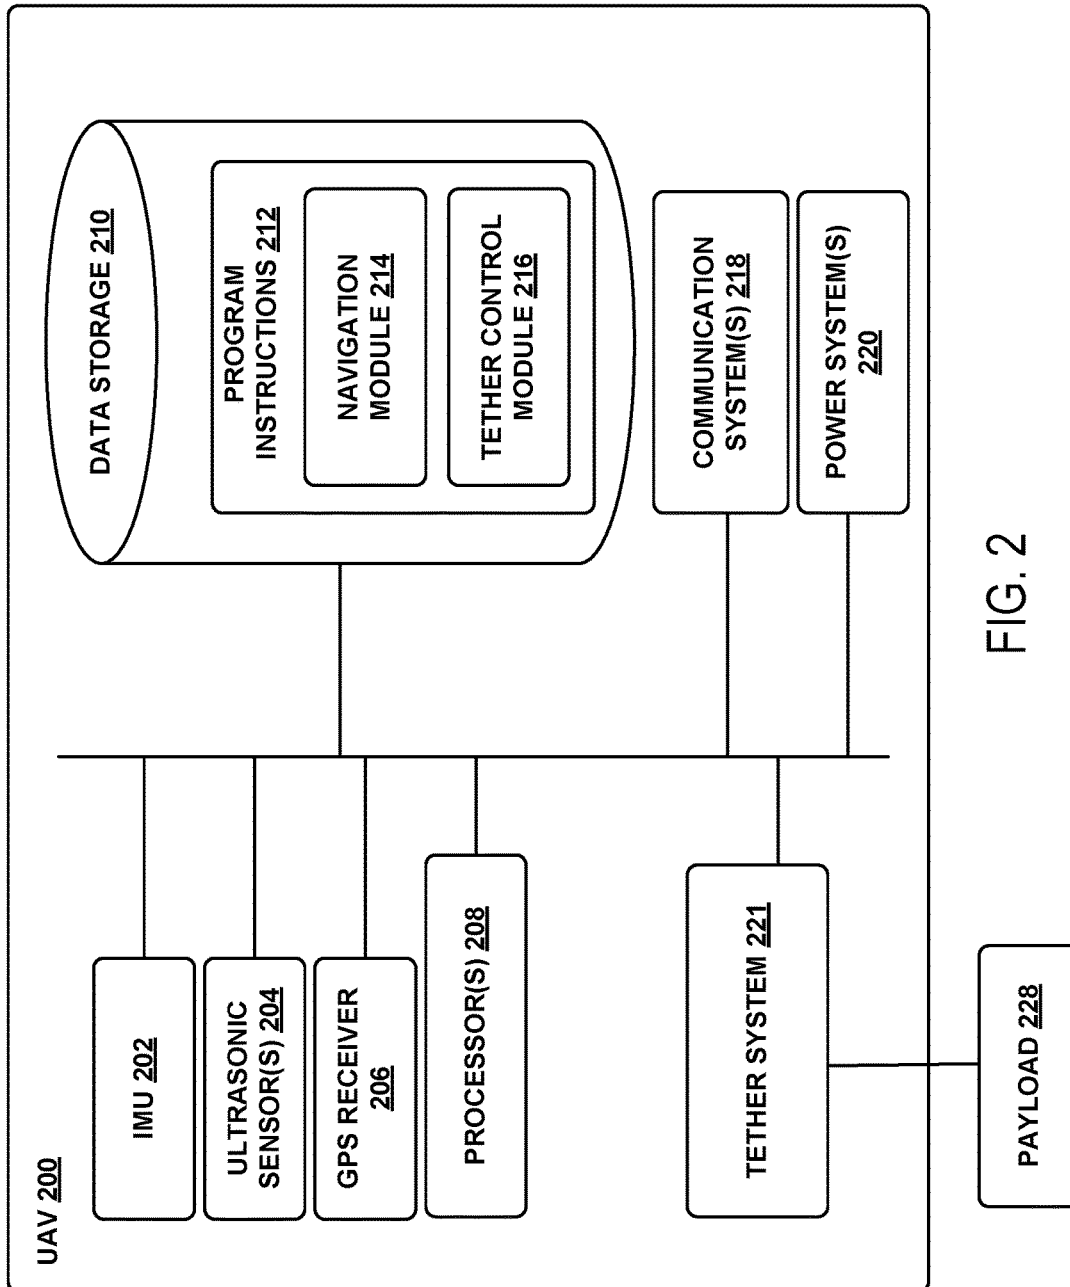 UAV 200
IMU 202
ULTRASONIC
SENSOR(S) 204
GPS RECEIVER
206
PROCESSOR(S) 208
TETHER SYSTEM 221
PAYLOAD 228
DATA STORAGE 210
PROGRAM
INSTRUCTIONS 212
NAVIGATION
MODULE 214
TETHER CONTROL
MODULE 216
COMMUNICATION
SYSTEM(S) 218
POWER SYSTEM(S)
220
FIG. 2